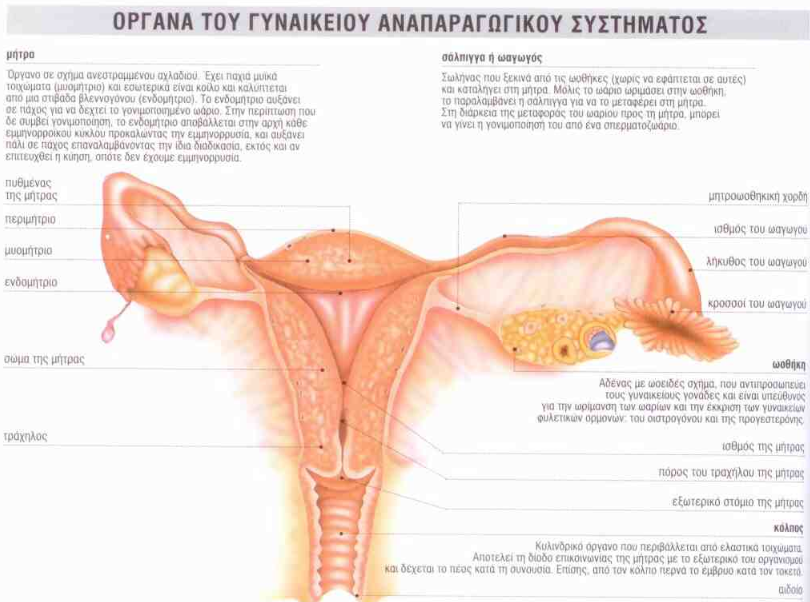 ΟΡΓΑΝΑ ΤΟΥ ΓΥΝΑΙΚΕΙΟΥ ΑΝΑΠΑΡΑΓΩΓΙΚΟΥ ΣΥΣΤΗΜΑΤΟΣ
μήτρα
Όργανο σε σχήμα ανεστραμμένου αχλαδιού. Έχει παχιά μυϊκά
τοιχώματα (μυομήτριο) και εσωτερικά είναι κοίλο και καλύπτεται
από μια στιβάδα βλεννογόνου (ενδομήτριο). Το ενδομήτριο αυξάνει
σε πάχος για να δεχτεί το γονιμοποιημένο ωάριο. Στην περίπτωση που
δε συμβεί γονιμοποίηση, το ενδομήτριο αποβάλλεται στην αρχή κάθε
εμμηνορροϊκού κύκλου προκαλώντας την εμμηνορρυσία, και αυξάνει
πάλι σε πάχος επαναλαμβάνοντας την ίδια διαδικασία, εκτός και αν
επιτευχθεί η κύηση, οπότε δεν έχουμε εμμηνορρυσία.
σάλπιγγα ή ωαγωγός
Σωλήνας που ξεκινά από τις ωοθήκες (χωρίς να εφάπτεται σε αυτές)
και καταλήγει στη μήτρα. Μόλις το ωάριο ωριμάσει στην ωοθήκη,
το παραλαμβάνει η σάλπιγγα για να το μεταφέρει στη μήτρα.
Στη διάρκεια της μεταφοράς του ωαρίου προς τη μήτρα, μπορεί
να γίνει η γονιμοποίησή του από ένα σπερματοζωάριο.
πυθμένας
της μήτρας
περιμήτριο
μυομήτριο
ενδομήτριο
σώμα της μήτρας
τράχηλος
μητροωοθηκική χορδή
ισθμός του ωαγωγού
λήκυθος του ωαγωγού
κροσσοί του ωαγωγού
ωοθήκη
Αδένας με ωοειδές σχήμα, που αντιπροσωπεύει
τους γυναικείους γονάδες και είναι υπεύθυνος
για την ωρίμανση των ωαρίων και την έκκριση των γυναικείων
φυλετικών ορμονών: του οιστρογόνου και της προγεστερόνης.
ισθμός της μήτρας
πόρος του τραχήλου της μήτρας
εξωτερικό στόμιο της μήτρας
κόλπος
Κυλινδρικό όργανο που περιβάλλεται από ελαστικά τοιχώματα.
Αποτελεί τη δίοδο επικοινωνίας της μήτρας με το εξωτερικό του οργανισμού
και δέχεται το πέος κατά τη συνουσία. Επίσης, από τον κόλπο περνά το έμβρυο κατά τον τοκετό.
αιδοίο